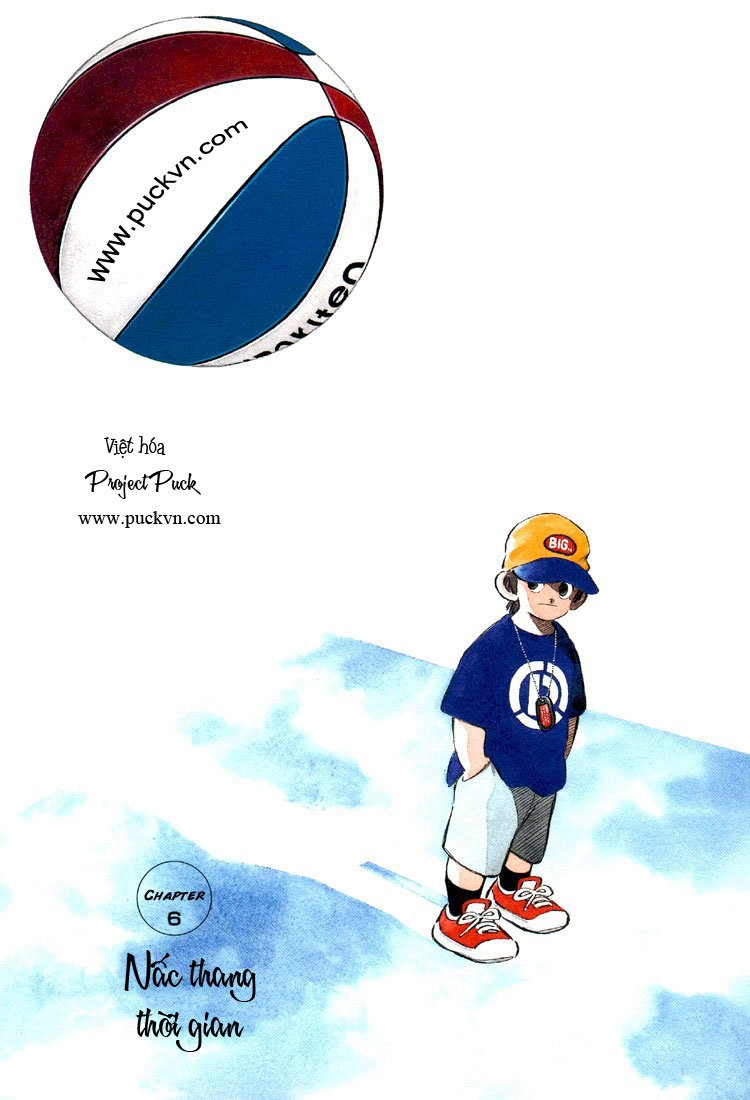 www.puckvn.com
Việt hóa
Project Puck
www.puckvn.com
BIG..
CHAPTER
6
Nấc thang
thời gian